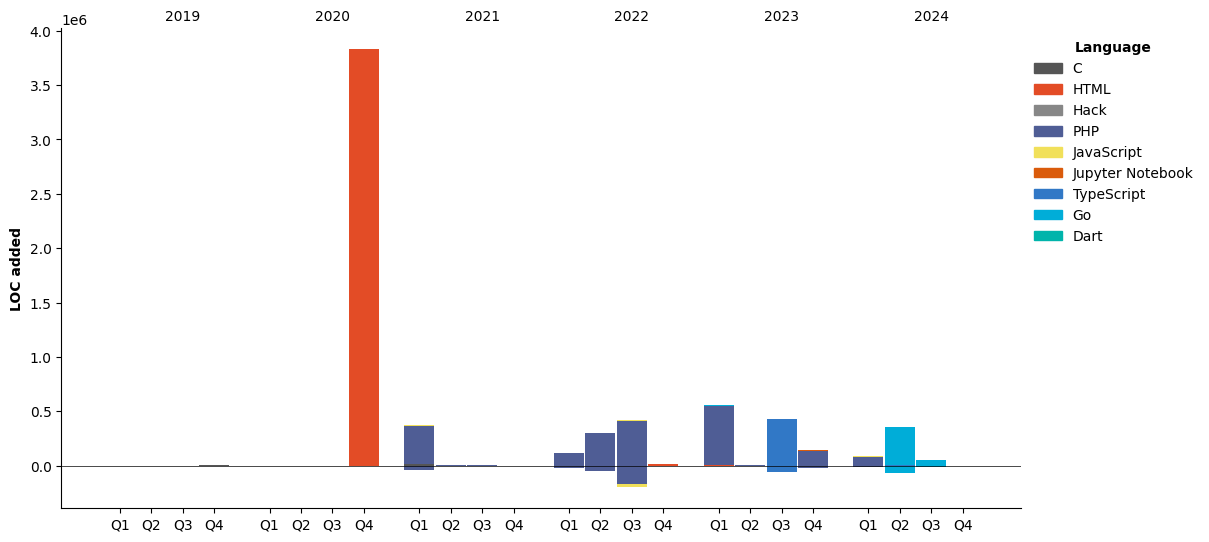 1e6
2019 2020 2021 2022 2023 2024
4.0
3.5
3.0
2.5
2.0
1.5
1.0
0.5
0.0
LOC added
Q1 Q2 Q3 Q4 Q1 Q2 Q3 Q4 Q1 Q2 Q3 Q4 Q1 Q2 Q3 Q4 Q1 Q2 Q3 Q4 Q1 Q2 Q3 Q4
Language
C
HTML
Hack
PHP
JavaScript
Jupyter Notebook
TypeScript
Go
Dart